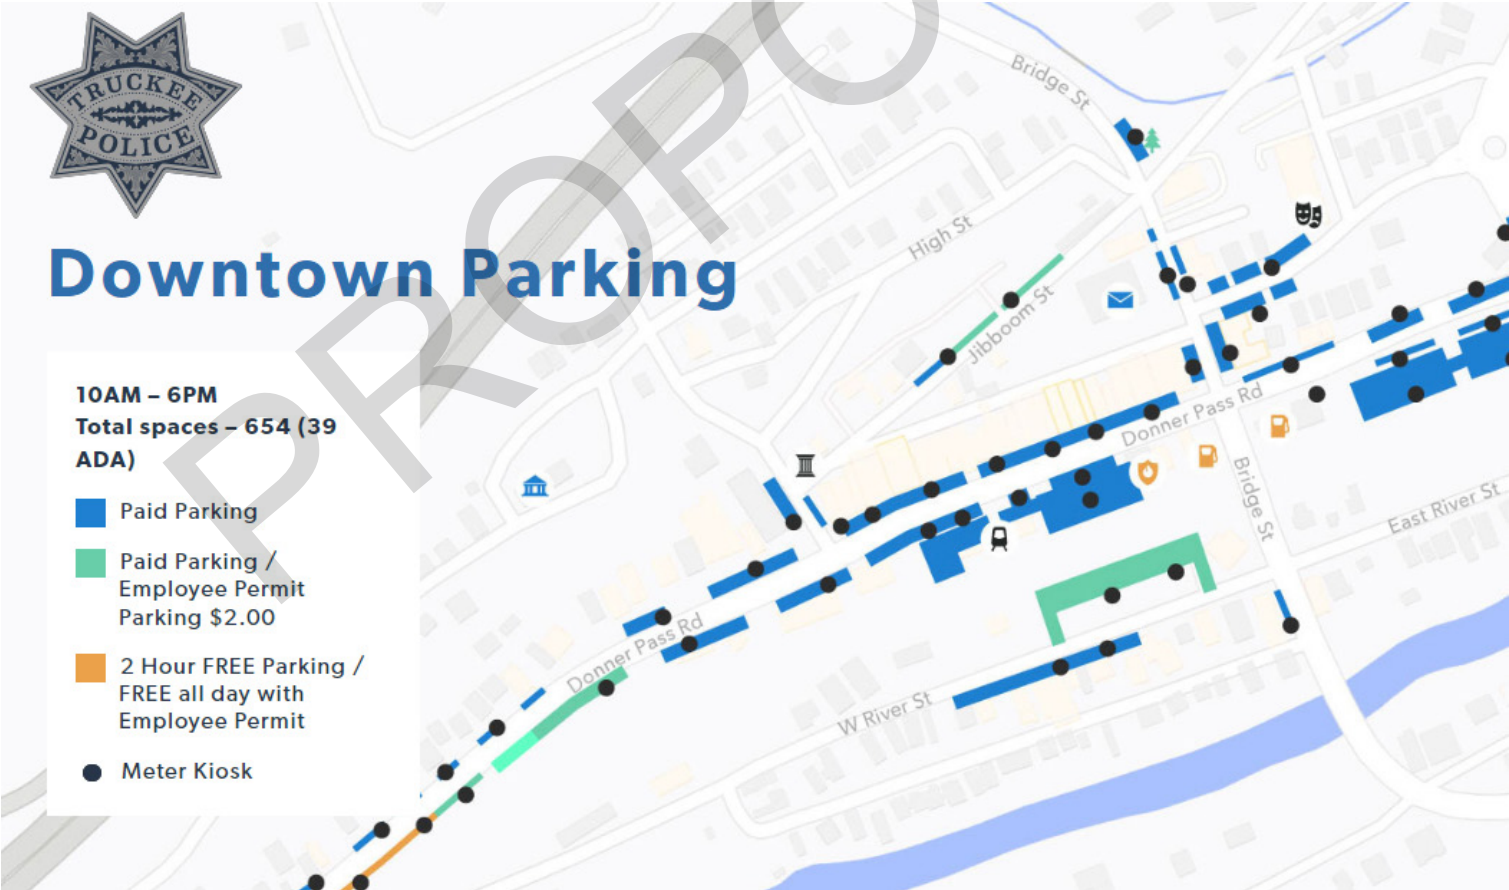 TRUCKEE
POLICE
PROPO
Downtown Parking
10AM – 6PM
Total spaces – 654 (39
ADA)
Paid Parking
Paid Parking /
Employee Permit
Parking $2.00
2 Hour FREE Parking /
FREE all day with
Employee Permit
Meter Kiosk
Bridge St
High St
Jibboom St
Donner Pass Rd
Bridge St
East River St
Donner Pass Rd
W River St